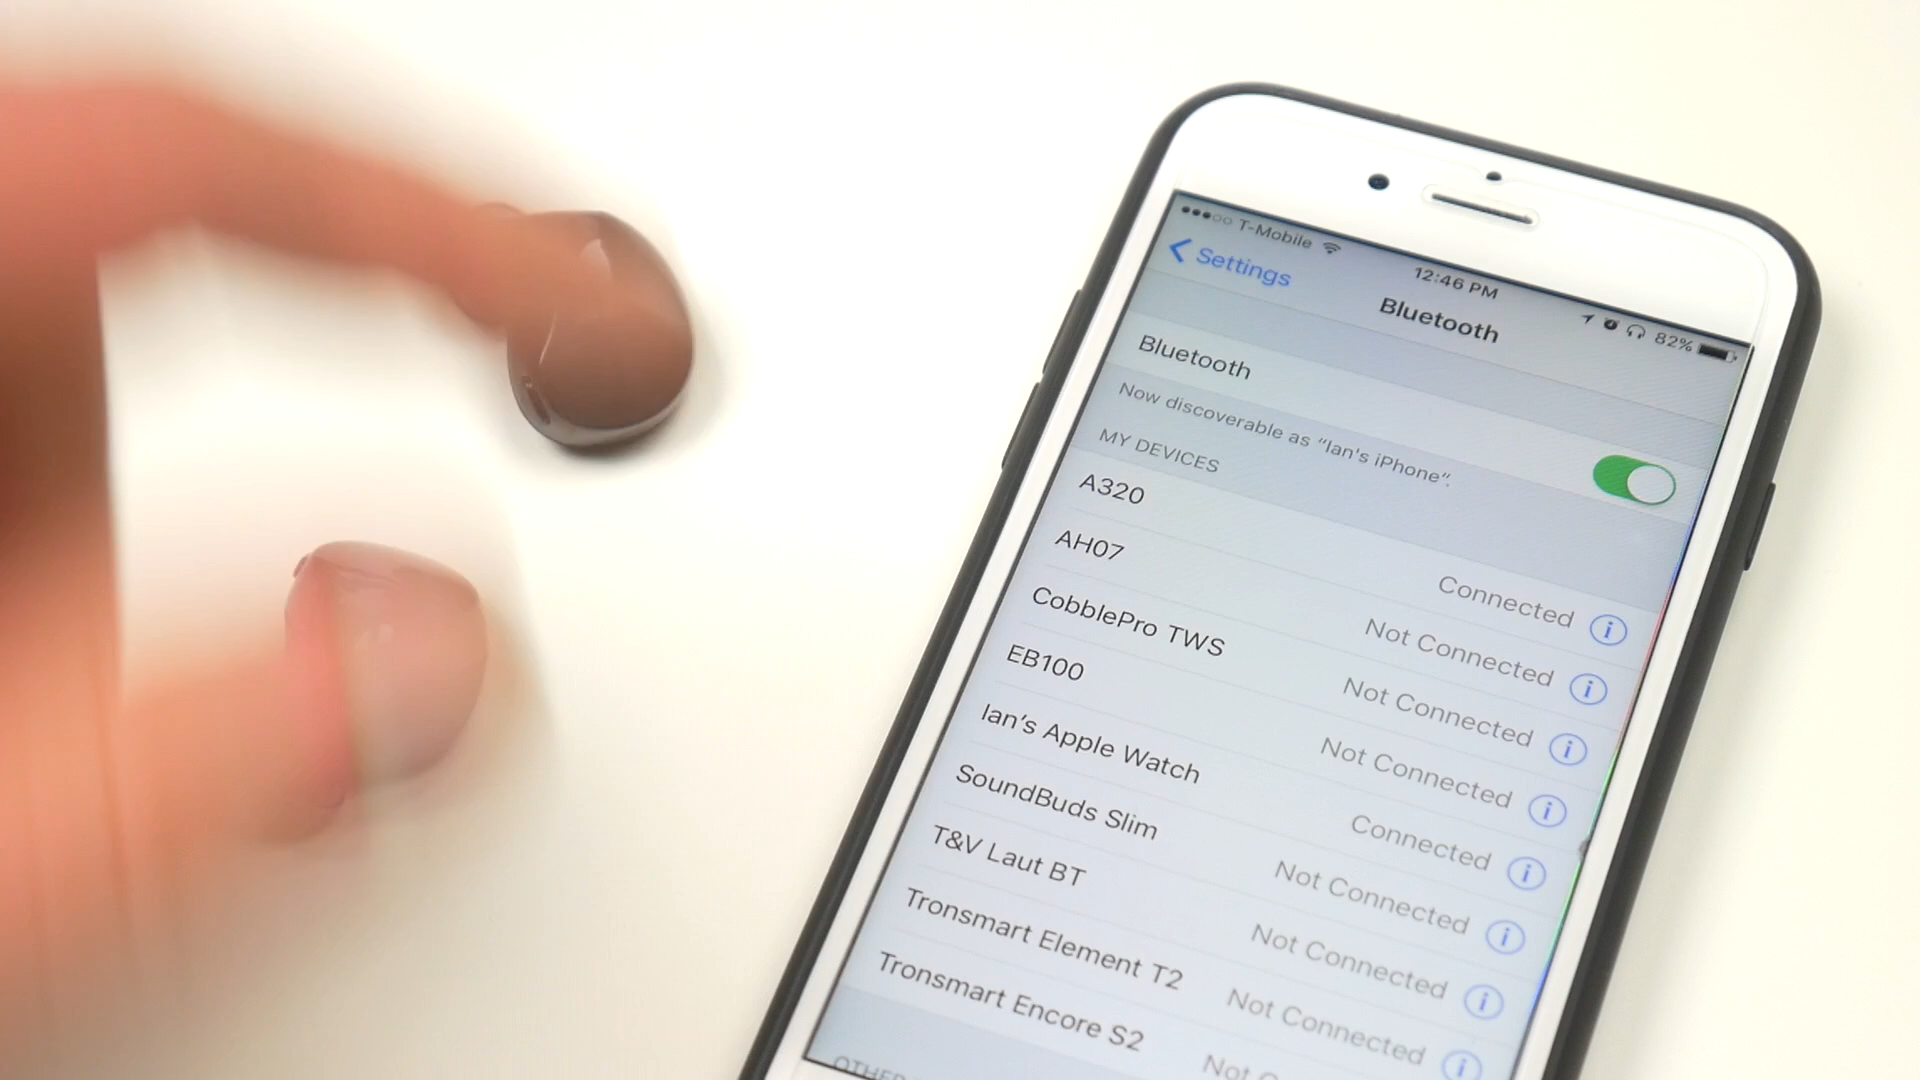 T-Mobile
12:46 PM
82%
Settings
Bluetooth
Bluetooth
Now discoverable as “Ian's iPhone”.
MY DEVICES
A320 Connected
AH07 Not Connected
CobblePro TWS Not Connected
EB100 Not Connected
Ian's Apple Watch Connected
SoundBuds Slim Not Connected
T&V Laut BT Not Connected
Tronsmart Element T2 Not Connected
Tronsmart Encore S2 Not
OTHER